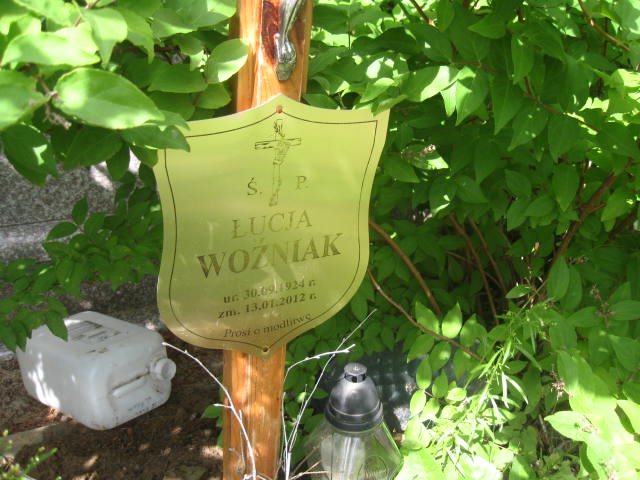 Ś. P.
ŁUCJA
WOŹNIAK
ur. 30.09.1924 r.
zm. 13.01.2012 r.
Prosi o modlitwę